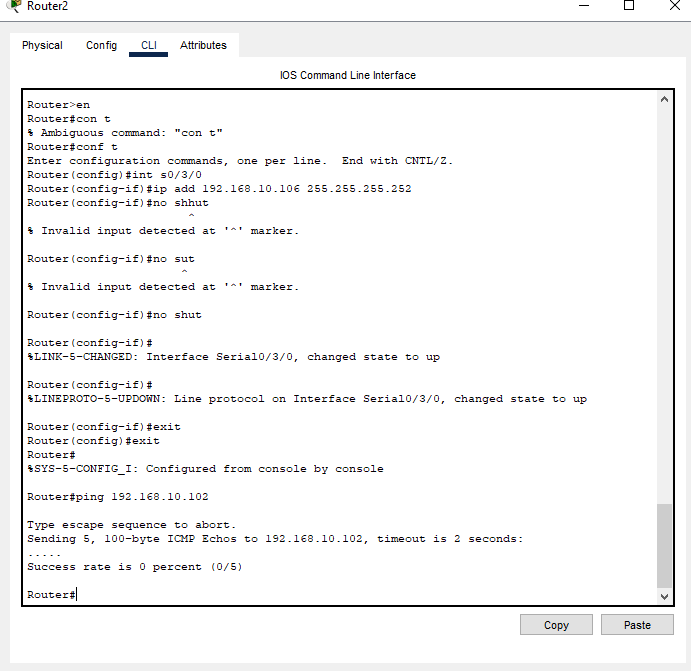 Router2
Physical Config CLI Attributes
IOS Command Line Interface
Router>en
Router#con t
% Ambiguous command: "con t"
Router#conf t
Enter configuration commands, one per line.  End with CNTL/Z.
Router(config)#int s0/3/0
Router(config-if)#ip add 192.168.10.106 255.255.255.252
Router(config-if)#no shhut
^
% Invalid input detected at '^' marker.
Router(config-if)#no sut
^
% Invalid input detected at '^' marker.
Router(config-if)#no shut
Router(config-if)#
%LINK-5-CHANGED: Interface Serial0/3/0, changed state to up
Router(config-if)#
%LINEPROTO-5-UPDOWN: Line protocol on Interface Serial0/3/0, changed state to up
Router(config-if)#exit
Router(config)#exit
Router#
%SYS-5-CONFIG_I: Configured from console by console
Router#ping 192.168.10.102
Type escape sequence to abort.
Sending 5, 100-byte ICMP Echos to 192.168.10.102, timeout is 2 seconds:
.....
Success rate is 0 percent (0/5)
Router#
Copy Paste